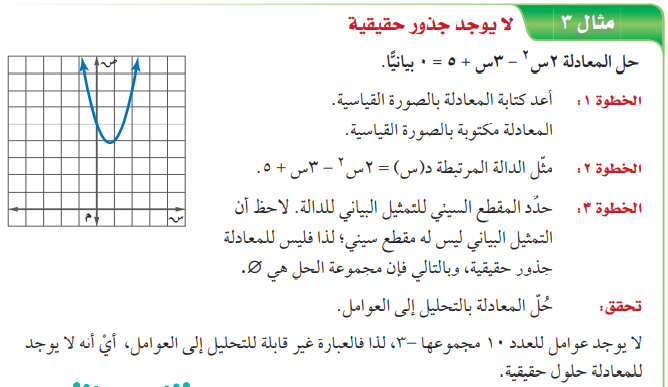 مثال ٣ لا يوجد جذور حقيقية
حل المعادلة ٢س² – ٣س + ٥ = ٠ بيانيًّا.
الخطوة ١: أعد كتابة المعادلة بالصورة القياسية.
المعادلة مكتوبة بالصورة القياسية.
الخطوة ٢: مثّل الدالة المرتبطة د(س) = ٢س² – ٣س + ٥.
الخطوة ٣: حدِّد المقطع السيني للتمثيل البياني للدالة. لاحظ أن
التمثيل البياني ليس له مقطع سيني؛ لذا فليس للمعادلة
جذور حقيقية، وبالتالي فإن مجموعة الحل هي Ø.
تحقق: حُلّ المعادلة بالتحليل إلى العوامل.
لا يوجد عوامل للعدد ١٠ مجموعها –٣، لذا فالعبارة غير قابلة للتحليل إلى العوامل، أيْ أنه لا يوجد
للمعادلة حلول حقيقية.
ص
م
س